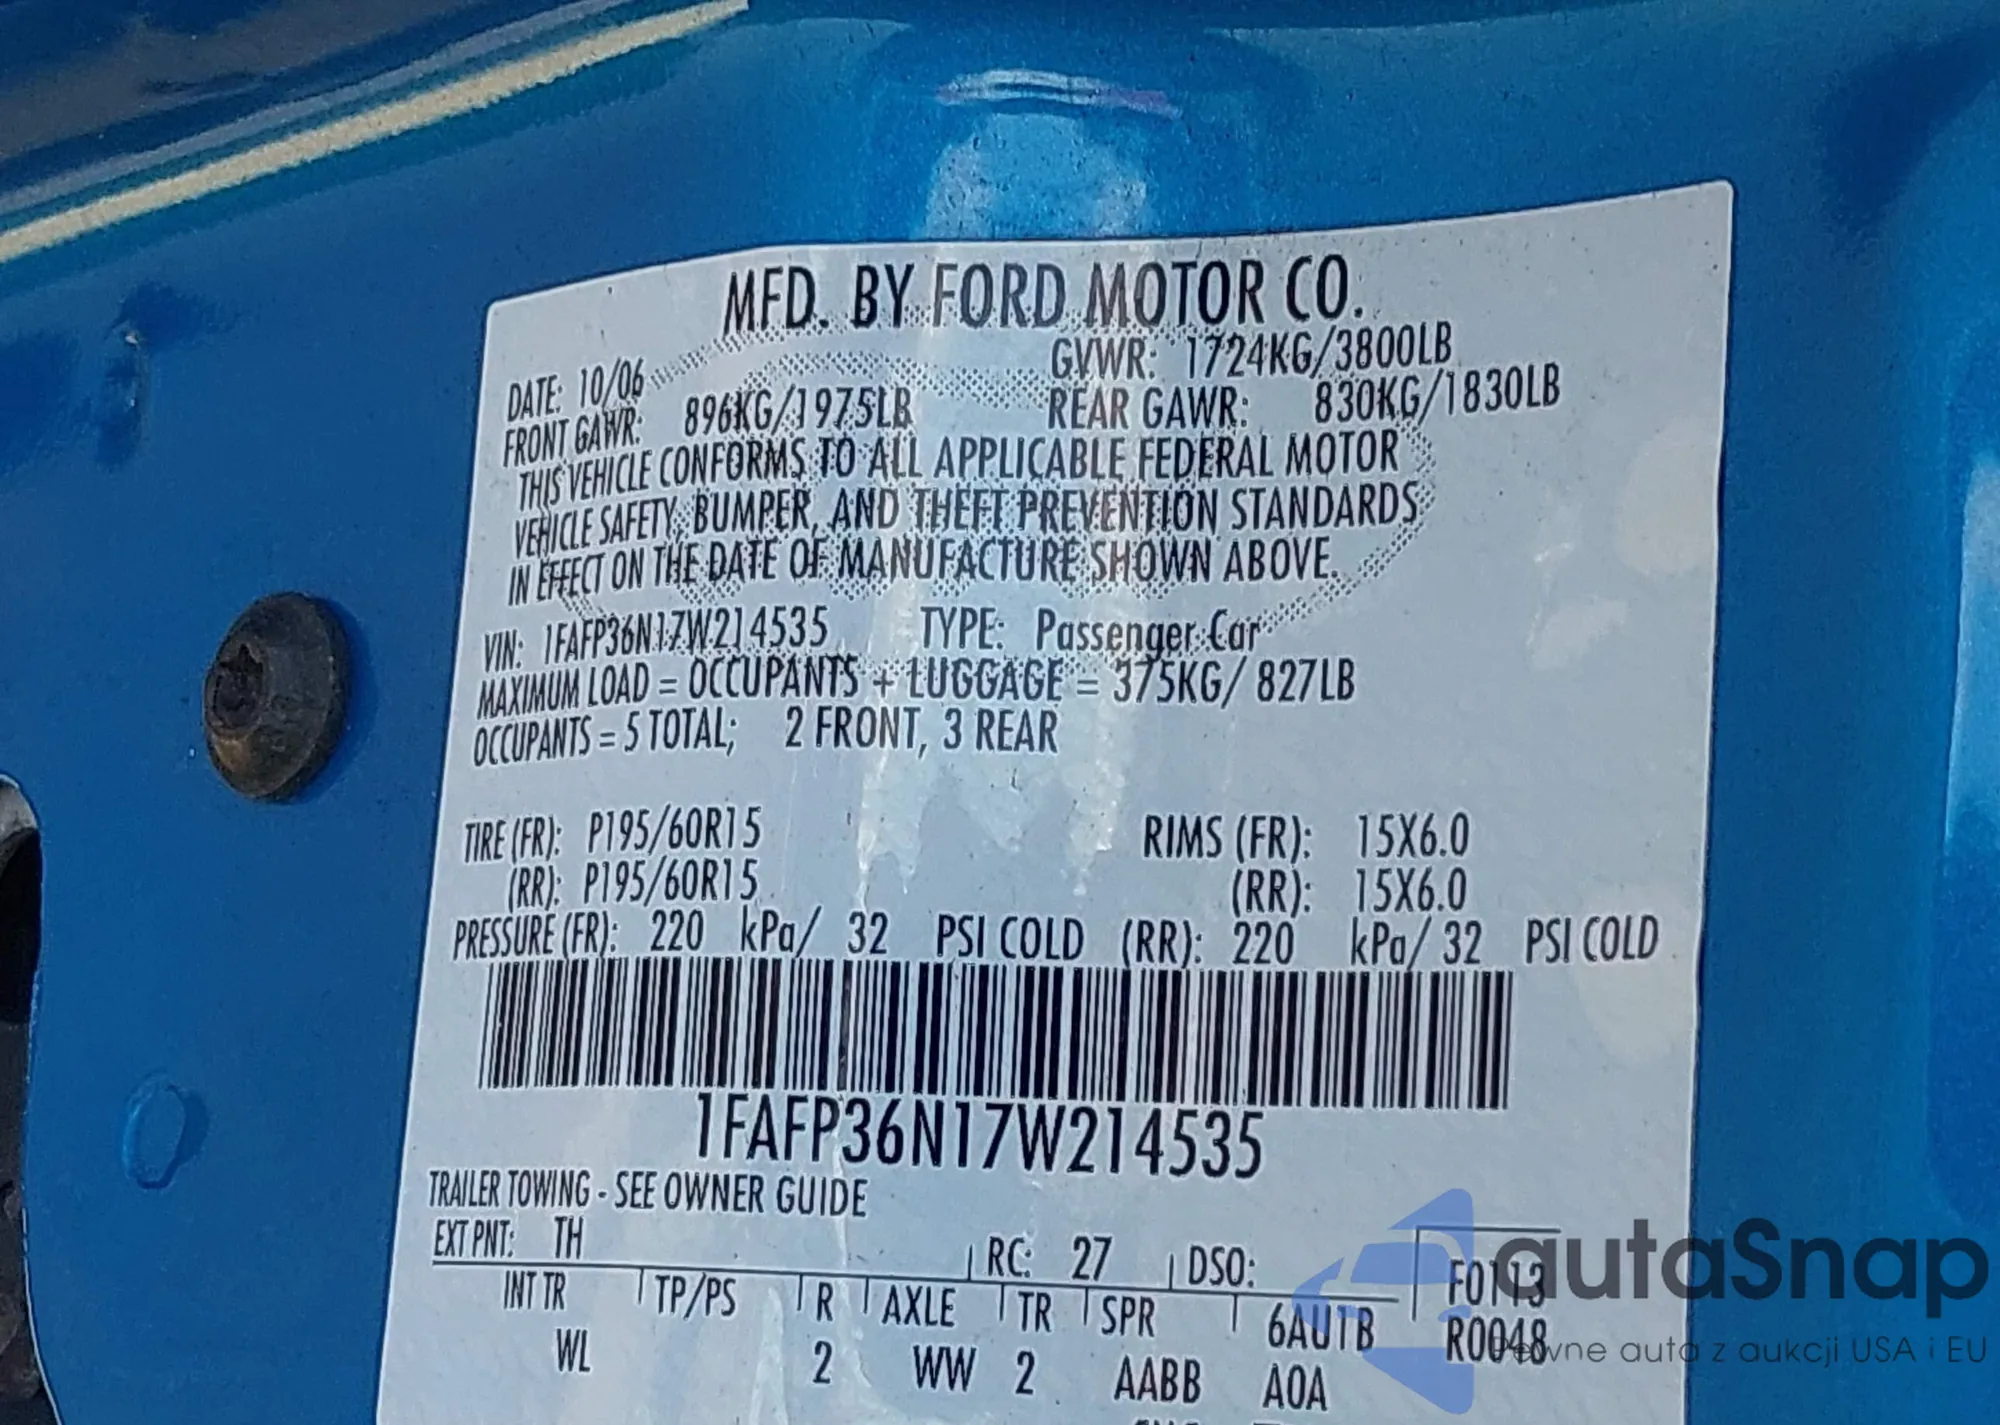 MFD. BY FORD MOTOR CO.
DATE: 10/06 GVWR: 1724KG/3800LB
FRONT GAWR: 896KG/1975LB REAR GAWR: 830KG/1830LB
THIS VEHICLE CONFORMS TO ALL APPLICABLE FEDERAL MOTOR
VEHICLE SAFETY, BUMPER, AND THEFT PREVENTION STANDARDS
IN EFFECT ON THE DATE OF MANUFACTURE SHOWN ABOVE.
VIN: 1FAFP36N17W214535 TYPE: Passenger Car
MAXIMUM LOAD = OCCUPANTS + LUGGAGE = 375KG/ 827LB
OCCUPANTS = 5 TOTAL; 2 FRONT, 3 REAR
TIRE (FR): P195/60R15 RIMS (FR): 15X6.0
(RR): P195/60R15 (RR): 15X6.0
PRESSURE (FR): 220 kPa/ 32 PSI COLD (RR): 220 kPa/ 32 PSI COLD
1FAFP36N17W214535
TRAILER TOWING - SEE OWNER GUIDE
EXT PNT: TH RC: 27 DSO: F0113
INT TR TP/PS R AXLE TR SPR 6AU1B R0048
WL 2 WW 2 AABB A0A
autaSnap
Pewne auta z aukcji USA i EU